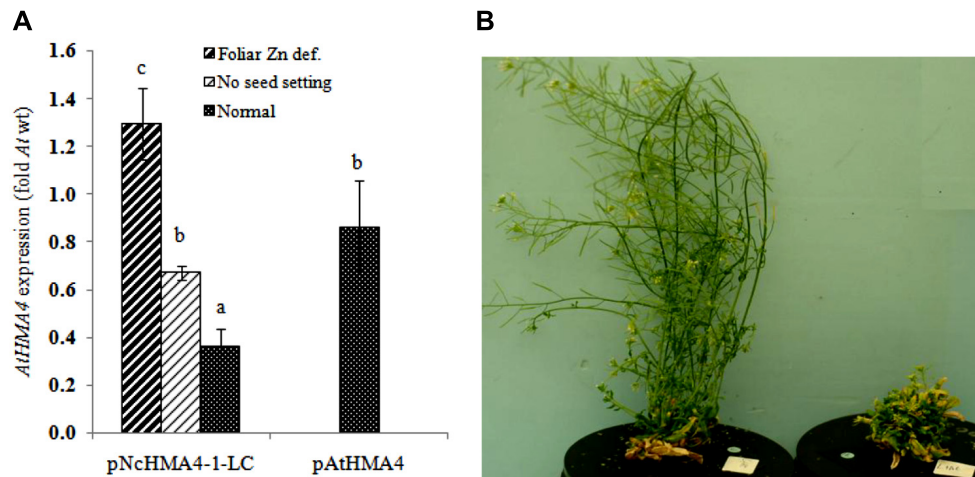 A
B
AtHMA4 expression (fold At wt)
1.6
1.4
1.2
1.0
0.8
0.6
0.4
0.2
0.0
Foliar Zn def.
No seed setting
Normal
c
b
a
b
pNcHMA4-1-LC
pAtHMA4